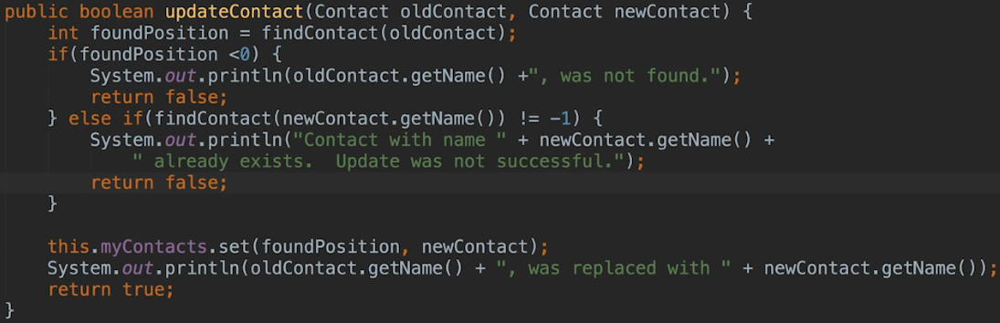 public boolean updateContact(Contact oldContact, Contact newContact) {
    int foundPosition = findContact(oldContact);
    if(foundPosition <0) {
        System.out.println(oldContact.getName() +", was not found.");
        return false;
    } else if(findContact(newContact.getName()) != -1) {
        System.out.println("Contact with name " + newContact.getName() +
            " already exists.  Update was not successful.");
        return false;
    }

    this.myContacts.set(foundPosition, newContact);
    System.out.println(oldContact.getName() + ", was replaced with " + newContact.getName());
    return true;
}